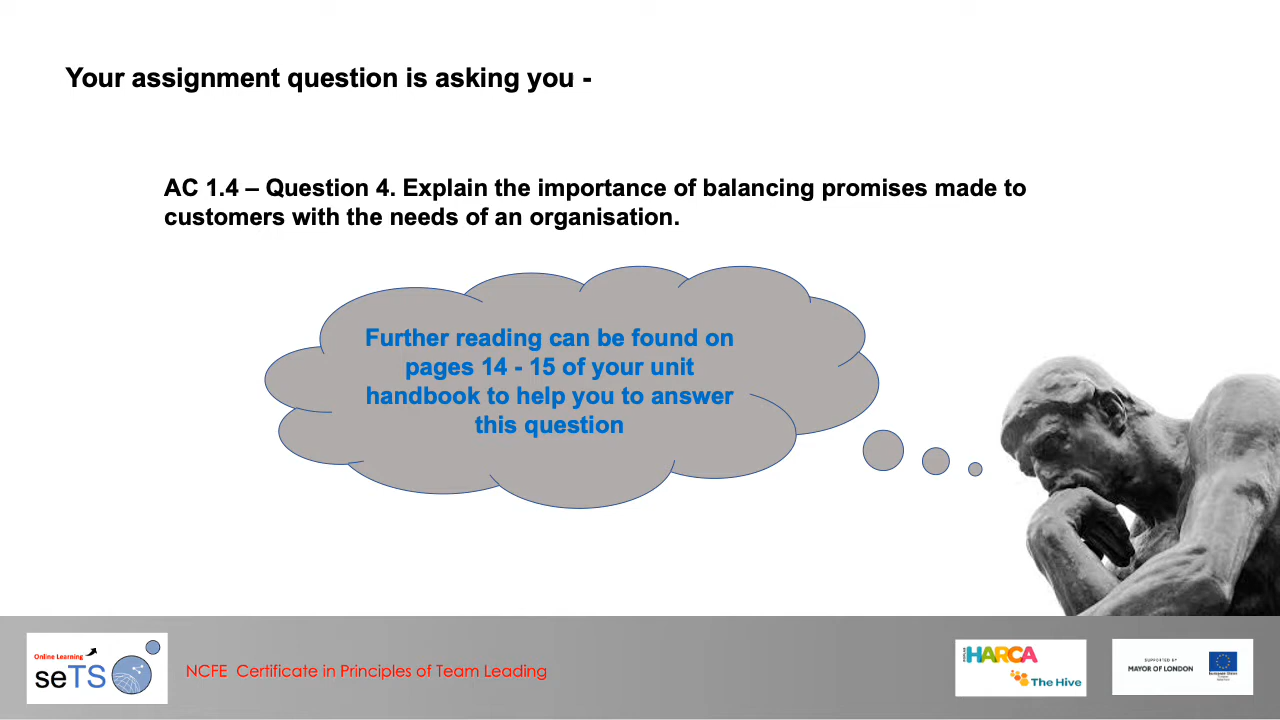 Your assignment question is asking you -
AC 1.4 – Question 4. Explain the importance of balancing promises made to
customers with the needs of an organisation.
Further reading can be found on
pages 14 - 15 of your unit
handbook to help you to answer
this question
Online Learning
seTS
NCFE Certificate in Principles of Team Leading
POPLAR
HARCA
The Hive
SUPPORTED BY
MAYOR OF LONDON
European Union